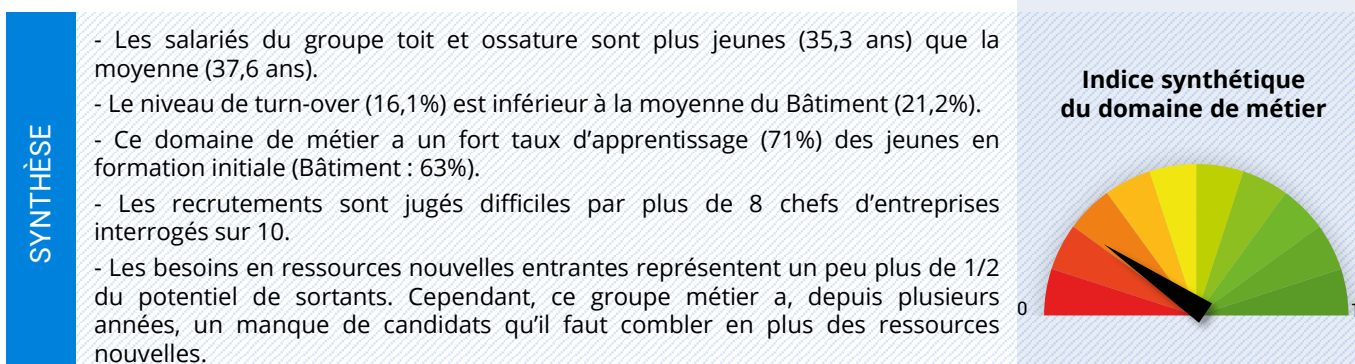 SYNTHÈSE
- Les salariés du groupe toit et ossature sont plus jeunes (35,3 ans) que la
moyenne (37,6 ans).
- Le niveau de turn-over (16,1%) est inférieur à la moyenne du Bâtiment (21,2%).
- Ce domaine de métier a un fort taux d’apprentissage (71%) des jeunes en
formation initiale (Bâtiment : 63%).
- Les recrutements sont jugés difficiles par plus de 8 chefs d’entreprises
interrogés sur 10.
- Les besoins en ressources nouvelles entrantes représentent un peu plus de 1/2
du potentiel de sortants. Cependant, ce groupe métier a, depuis plusieurs
années, un manque de candidats qu’il faut combler en plus des ressources
nouvelles.
Indice synthétique
du domaine de métier
0